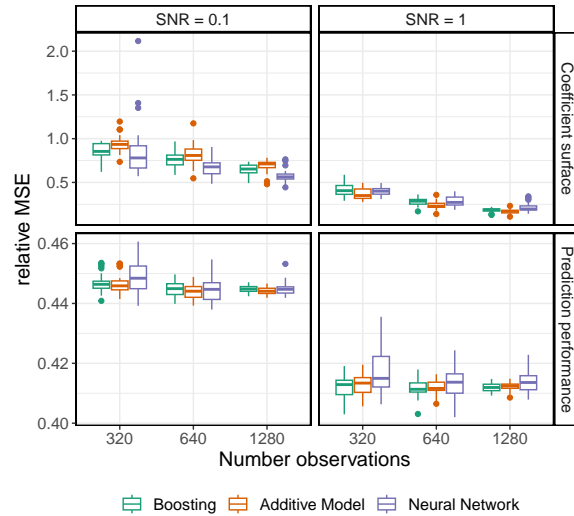 SNR = 0.1
SNR = 1
relative MSE
2.0
1.5
1.0
0.5
Coefficient surface
0.46
0.44
0.42
0.40
Prediction performance
320
640
1280
320
640
1280
Number observations
Boosting
Additive Model
Neural Network